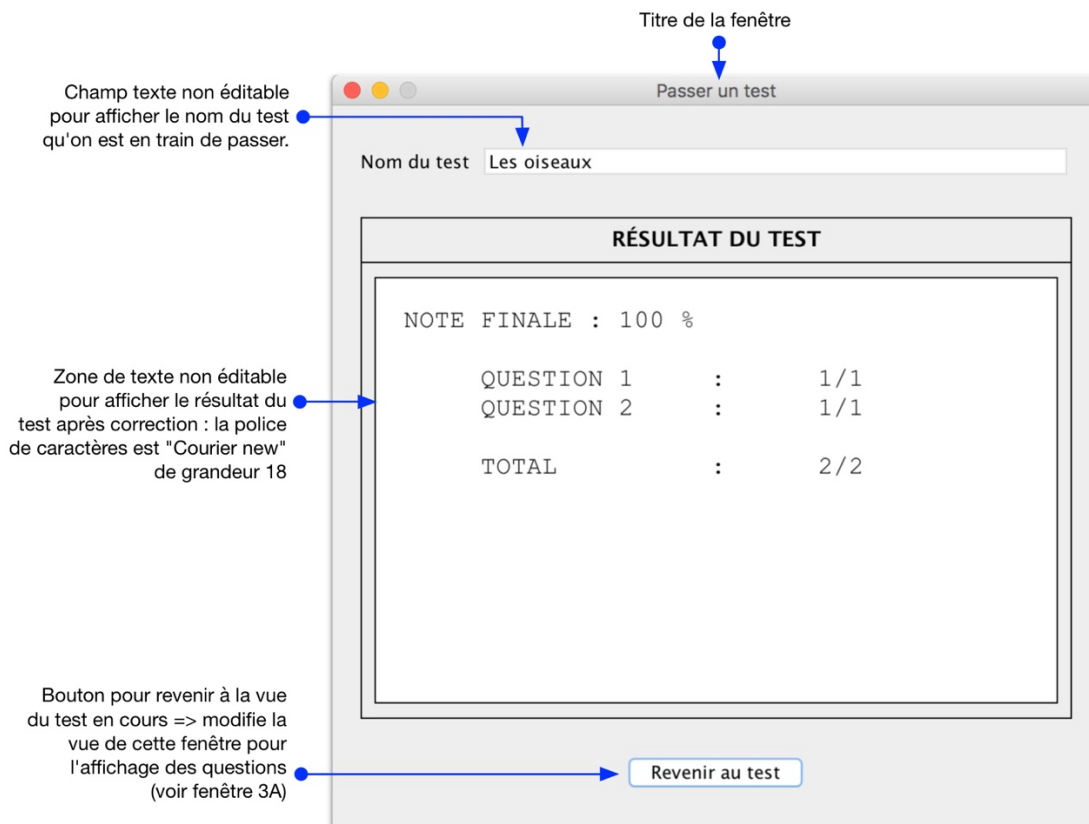 Titre de la fenêtre
Champ texte non éditable
pour afficher le nom du test
qu'on est en train de passer.
Passer un test
Nom du test Les oiseaux
RÉSULTAT DU TEST
NOTE FINALE : 100 %
QUESTION 1 : 1/1
QUESTION 2 : 1/1
TOTAL : 2/2
Zone de texte non éditable
pour afficher le résultat du
test après correction : la police
de caractères est "Courier new"
de grandeur 18
Bouton pour revenir à la vue
du test en cours => modifie la
vue de cette fenêtre pour
l'affichage des questions
(voir fenêtre 3A)
Revenir au test